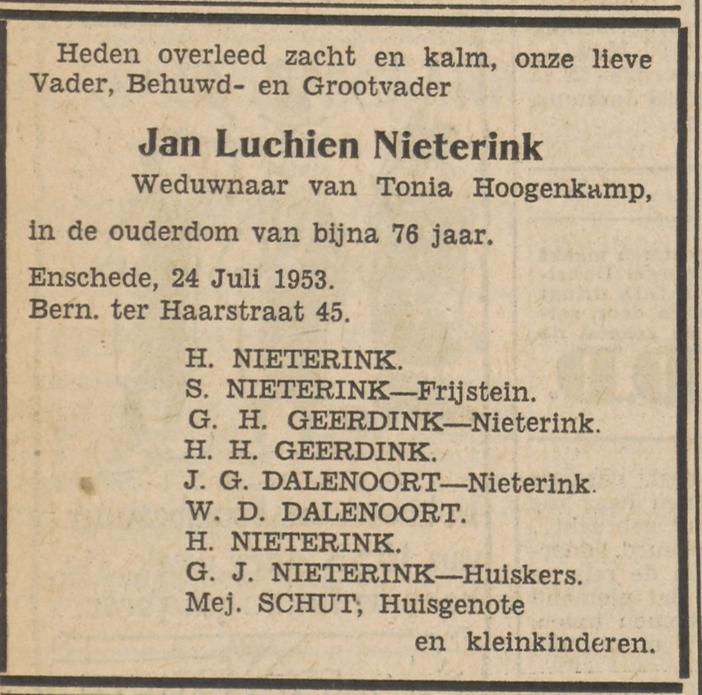 Heden overleed zacht en kalm, onze lieve
Vader, Behuwd- en Grootvader
Jan Luchien Nieterink
Weduwnaar van Tonia Hoogenkamp,
in de ouderdom van bijna 76 jaar.
Enschede, 24 Juli 1953.
Bern. ter Haarstraat 45.
H. NIETERINK.
S. NIETERINK—Frijstein.
G. H. GEERDINK—Nieterink.
H. H. GEERDINK.
J. G. DALENOORT—Nieterink.
W. D. DALENOORT.
H. NIETERINK.
G. J. NIETERINK—Huiskers.
Mej. SCHUT, Huisgenote
en kleinkinderen.